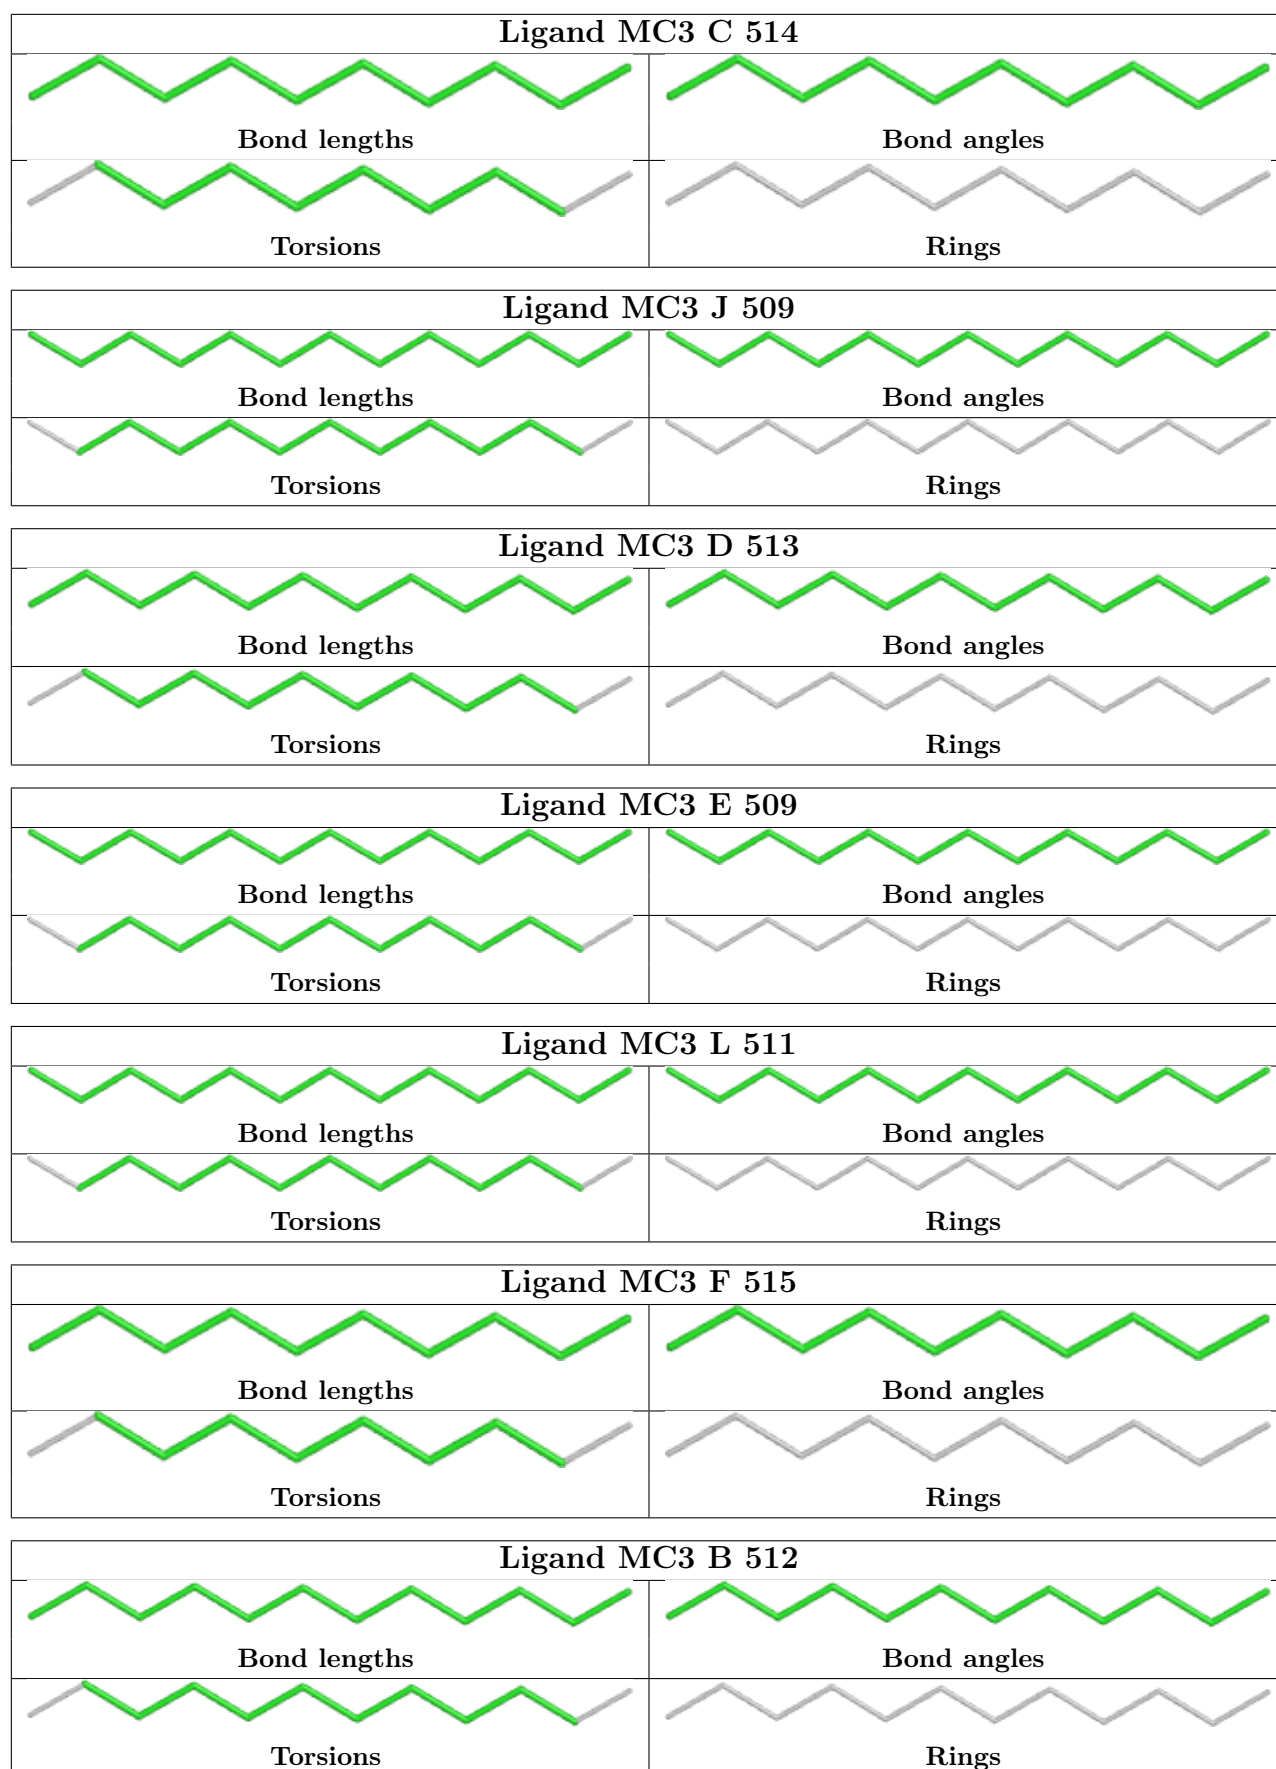 Ligand MC3 C 514
Bond lengths Bond angles
Torsions Rings
Ligand MC3 J 509
Bond lengths Bond angles
Torsions Rings
Ligand MC3 D 513
Bond lengths Bond angles
Torsions Rings
Ligand MC3 E 509
Bond lengths Bond angles
Torsions Rings
Ligand MC3 L 511
Bond lengths Bond angles
Torsions Rings
Ligand MC3 F 515
Bond lengths Bond angles
Torsions Rings
Ligand MC3 B 512
Bond lengths Bond angles
Torsions Rings